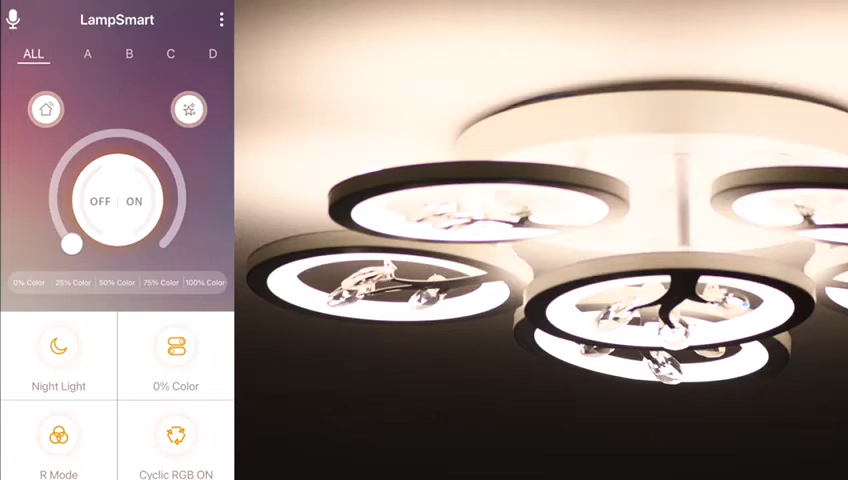 LampSmart
ALL A B C D
OFF ON
0% Color 25% Color 50% Color 75% Color 100% Color
Night Light 0% Color
R Mode Cyclic RGB ON